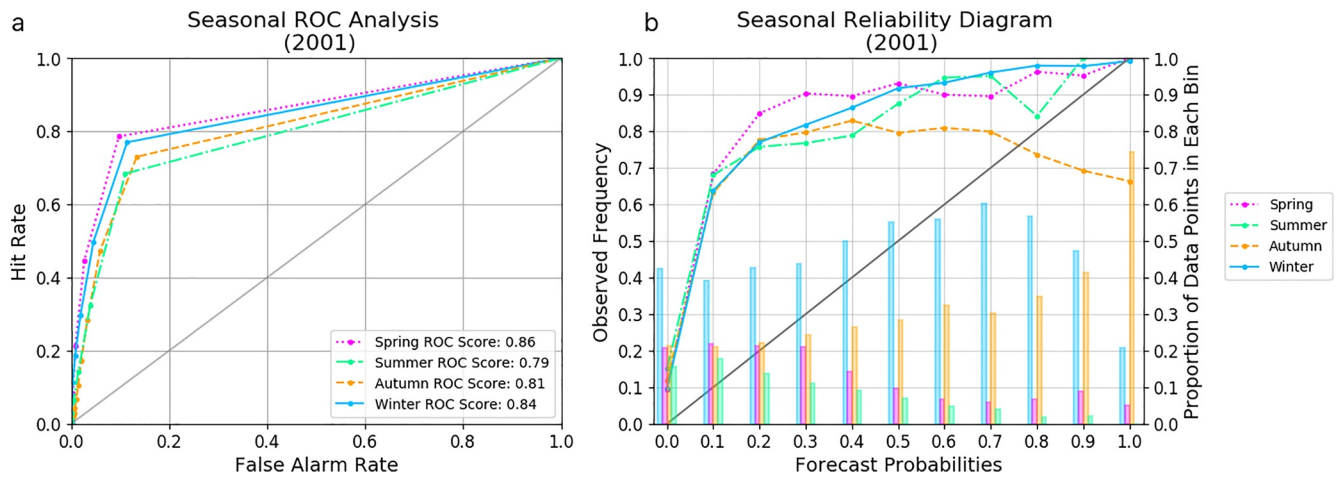 a
Seasonal ROC Analysis
(2001)
1.0
0.8
0.6
0.4
0.2
0.0
Hit Rate
0.0 0.2 0.4 0.6 0.8 1.0
False Alarm Rate
Spring ROC Score: 0.86
Summer ROC Score: 0.79
Autumn ROC Score: 0.81
Winter ROC Score: 0.84
b
Seasonal Reliability Diagram
(2001)
1.0
0.9
0.8
0.7
0.6
0.5
0.4
0.3
0.2
0.1
0.0
Observed Frequency
0.0 0.1 0.2 0.3 0.4 0.5 0.6 0.7 0.8 0.9 1.0
Forecast Probabilities
1.0
0.9
0.8
0.7
0.6
0.5
0.4
0.3
0.2
0.1
0.0
Proportion of Data Points in Each Bin
Spring
Summer
Autumn
Winter